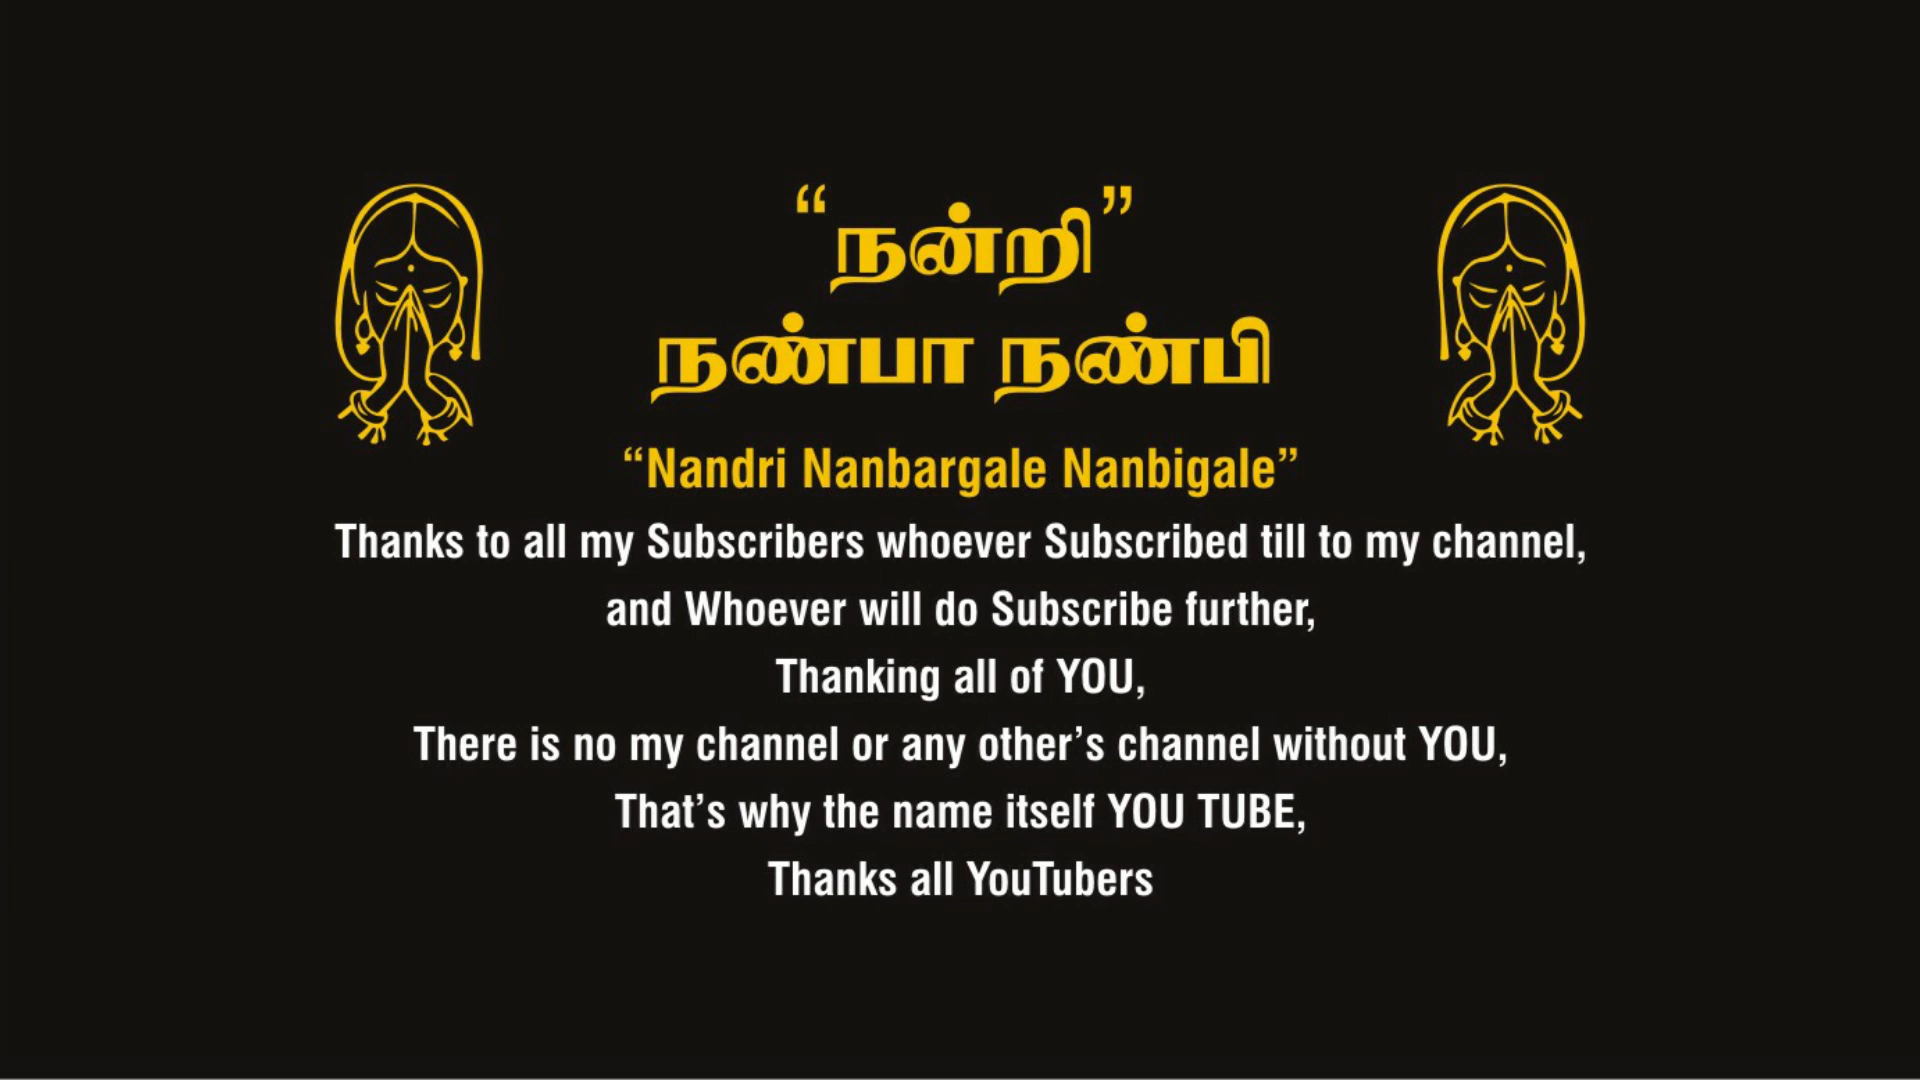 “நன்றி”
நண்பா நண்பி
“Nandri Nanbargale Nanbigale”
Thanks to all my Subscribers whoever Subscribed till to my channel,
and Whoever will do Subscribe further,
Thanking all of YOU,
There is no my channel or any other’s channel without YOU,
That’s why the name itself YOU TUBE,
Thanks all YouTubers